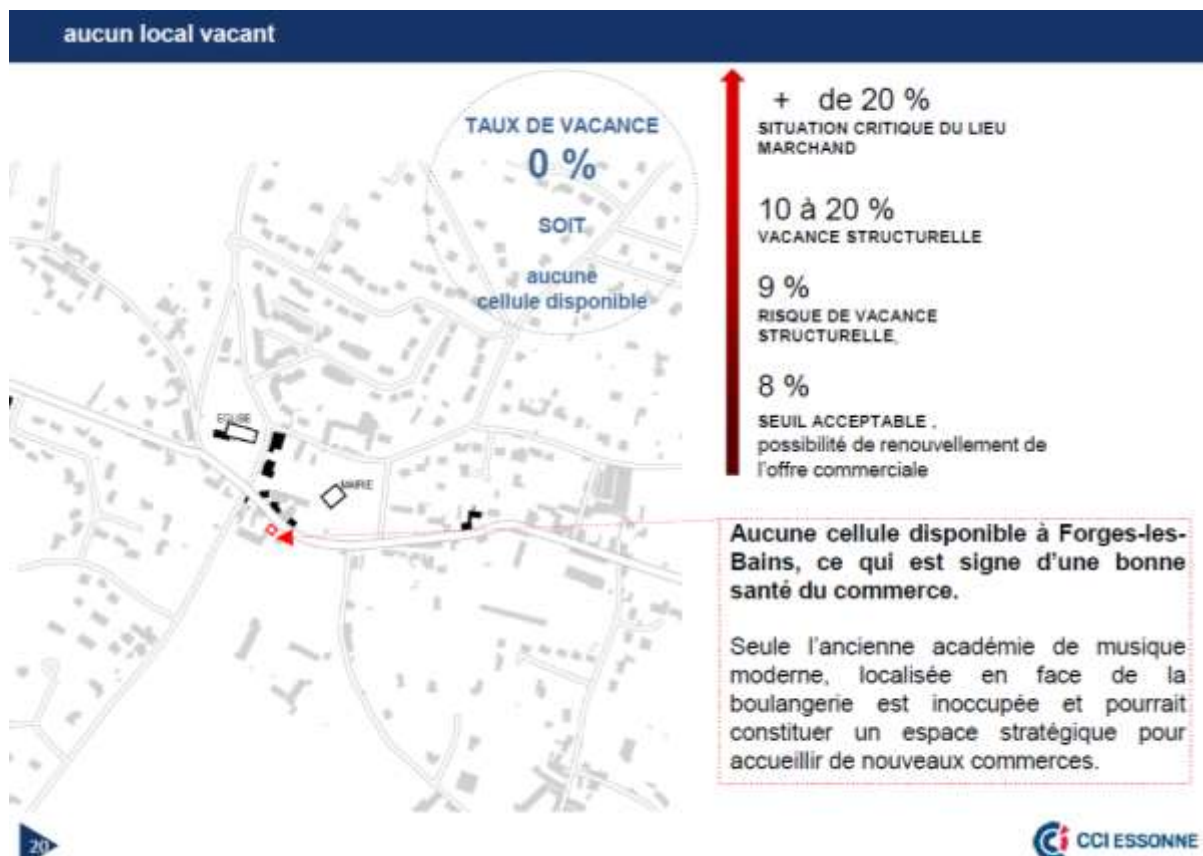 aucun local vacant
TAUX DE VACANCE
0 %
SOIT
aucune
cellule disponible
EGLISE
MAIRIE
+ de 20 %
SITUATION CRITIQUE DU LIEU
MARCHAND
10 à 20 %
VACANCE STRUCTURELLE
9 %
RISQUE DE VACANCE
STRUCTURELLE
8 %
SEUIL ACCEPTABLE .
possibilité de renouvellement de
l'offre commerciale
Aucune cellule disponible à Forges-les-
Bains, ce qui est signe d'une bonne
santé du commerce.
Seule l'ancienne académie de musique
moderne, localisée en face de la
boulangerie est inoccupée et pourrait
constituer un espace stratégique pour
accueillir de nouveaux commerces.
20
CCI ESSONNE